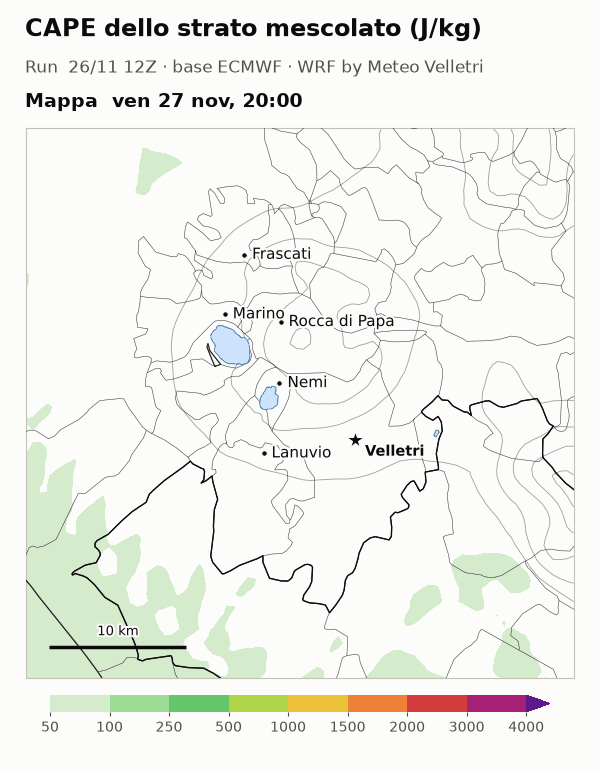 CAPE dello strato mescolato (J/kg)
Run  26/11 12Z · base ECMWF · WRF by Meteo Velletri
Mappa  ven 27 nov, 20:00
Frascati
Marino
Rocca di Papa
Nemi
Velletri
Lanuvio
10 km
50 100 250 500 1000 1500 2000 3000 4000